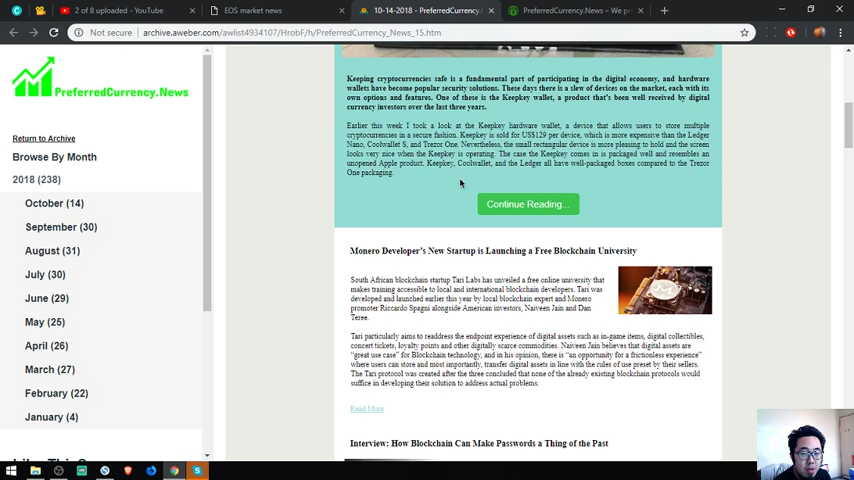 2 of 8 uploaded - YouTube
EOS market news
10-14-2018 - PreferredCurrency.
PreferredCurrency.News – We pr
Not secure
archive.aweber.com/awlist4934107/HrobF/h/PreferredCurrency_News_15.htm
PreferredCurrency.News
Return to Archive
Browse By Month
2018 (238)
October (14)
September (30)
August (31)
July (30)
June (29)
May (25)
April (26)
March (27)
February (22)
January (4)
Keeping cryptocurrencies safe is a fundamental part of participating in the digital economy, and hardware
wallets have become popular security solutions. These days there is a slew of devices on the market, each with its
own options and features. One of these is the Keepkey wallet, a product that's been well received by digital
currency investors over the last three years.
Earlier this week I took a look at the Keepkey hardware wallet, a device that allows users to store multiple
cryptocurrencies in a secure fashion. Keepkey is sold for US$129 per device, which is more expensive than the Ledger
Nano, Coolwallet S, and Trezor One. Nevertheless, the small rectangular device is more pleasing to hold and the screen
looks very nice when the Keepkey is operating. The case the Keepkey comes in is packaged well and resembles an
unopened Apple product. Keepkey, Coolwallet, and the Ledger all have well-packaged boxes compared to the Trezor
One packaging.
Continue Reading...
Monero Developer's New Startup is Launching a Free Blockchain University
South African blockchain startup Tari Labs has unveiled a free online university that
makes training accessible to local and international blockchain developers. Tari was
developed and launched earlier this year by local blockchain expert and Monero
promoter Riccardo Spagni alongside American investors, Naveen Jain and Dan
Teree.
Tari particularly aims to readdress the endpoint experience of digital assets such as in-game items, digital collectibles,
concert tickets, loyalty points and other digitally scarce commodities. Naveen Jain believes that digital assets are
“great use case” for Blockchain technology, and in his opinion, there is “an opportunity for a frictionless experience”
where users can store and most importantly, transfer digital assets in line with the rules of use preset by their sellers.
The Tari protocol was created after the three concluded that none of the already existing blockchain protocols would
suffice in developing their solution to address actual problems.
Read More
Interview: How Blockchain Can Make Passwords a Thing of the Past